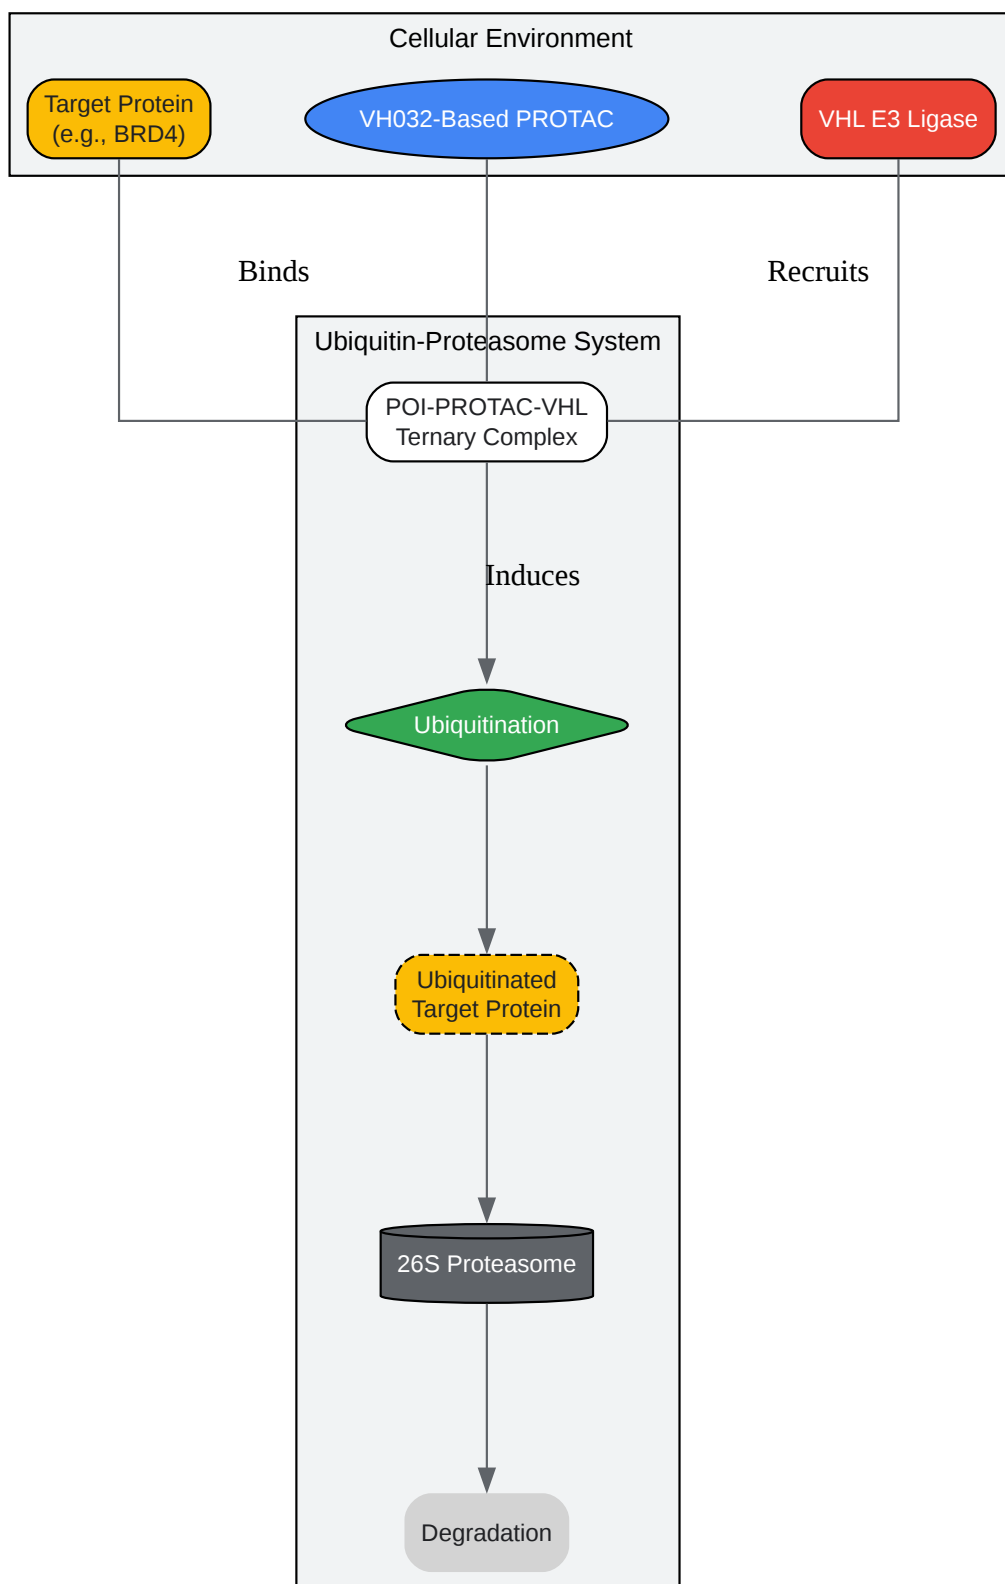 Cellular Environment
Target Protein
(e.g., BRD4)
VH032-Based PROTAC
VHL E3 Ligase
Binds
Recruits
Ubiquitin-Proteasome System
POI-PROTAC-VHL
Ternary Complex
Induces
Ubiquitination
Ubiquitinated
Target Protein
26S Proteasome
Degradation